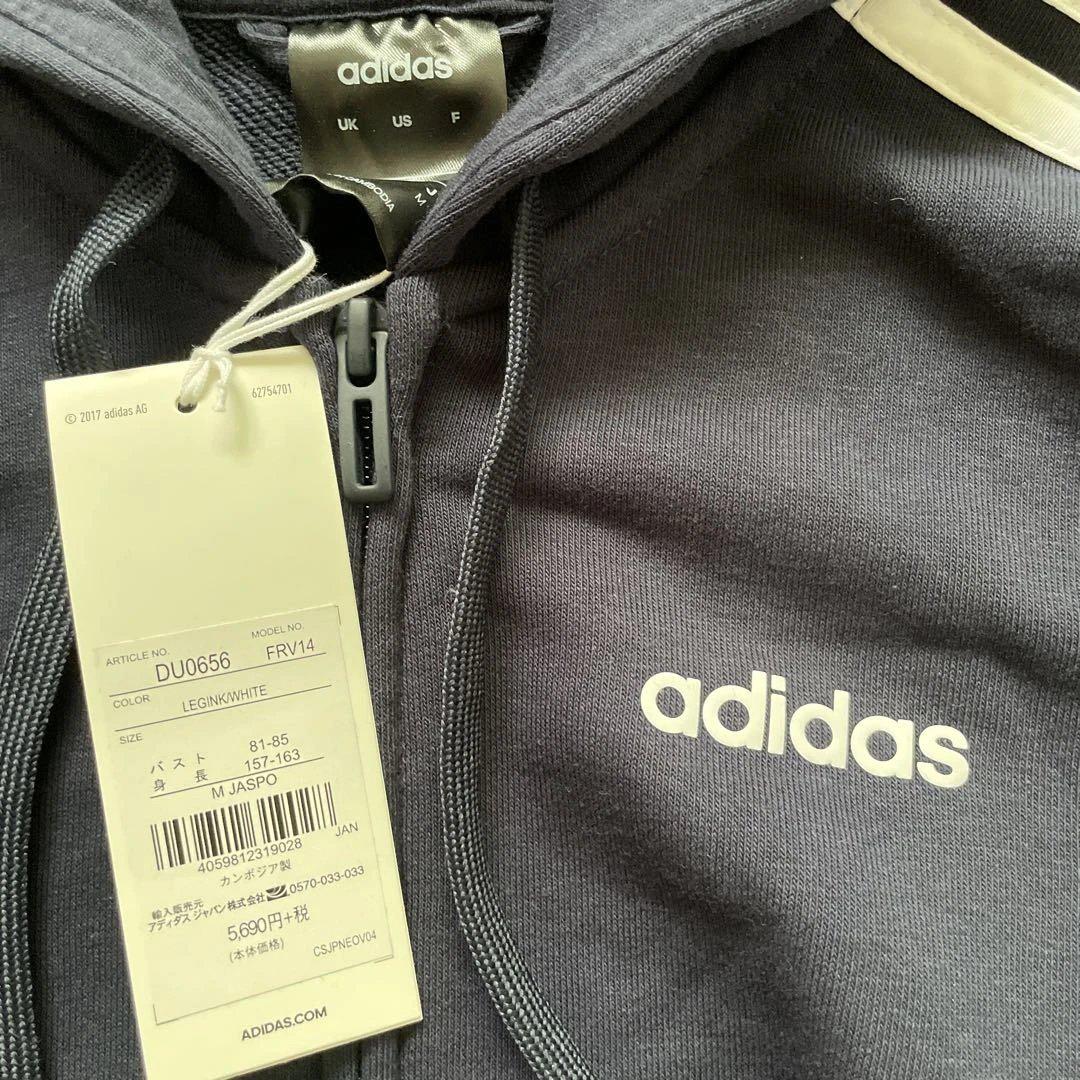 adidas
UK US F
CAMBODIA
M J
© 2017 adidas AG
62754701
ARTICLE NO. DU0656
MODEL NO. FRV14
COLOR LEGINK/WHITE
SIZE
バスト 81-85
身長 157-163
M JASPO
4059812319028
JAN
カンボジア製
輸入販売元
アディダス ジャパン株式会社 0570-033-033
5,690円+税
(本体価格)
CSJPNEOV04
ADIDAS.COM
adidas